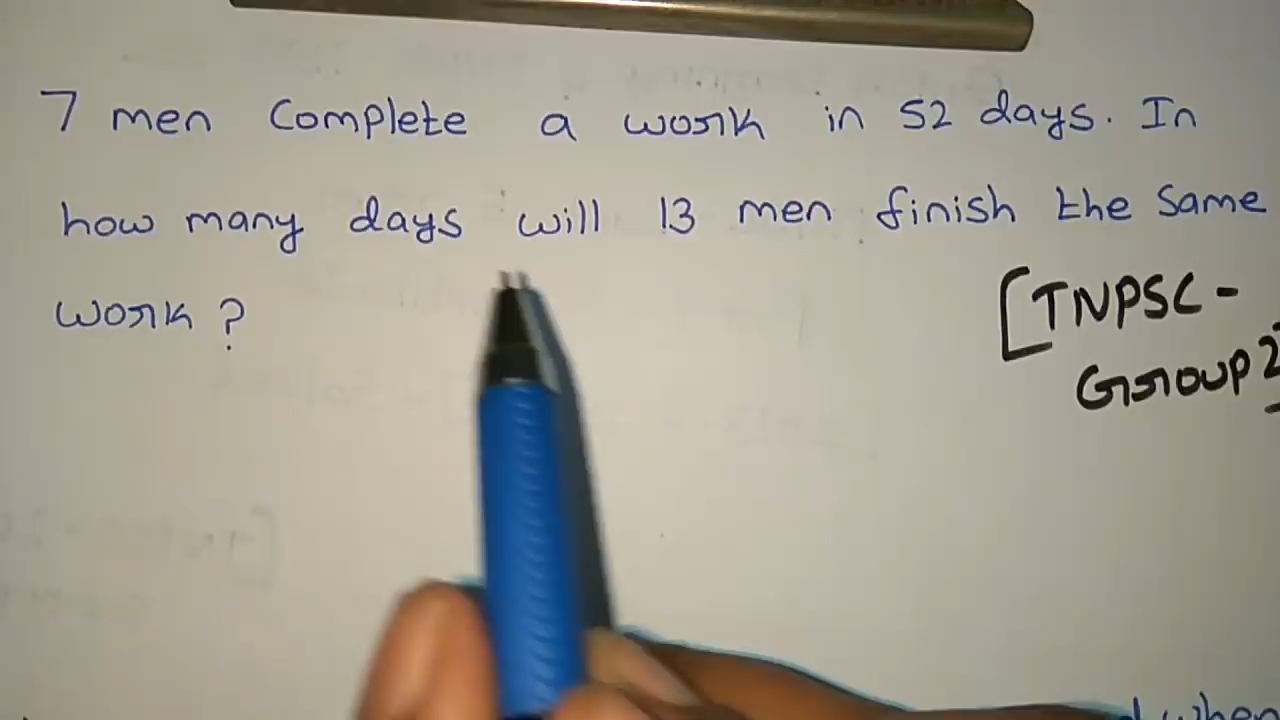 7 men Complete a work in 52 days. In
how many days will 13 men finish the Same
work?
[TNPSC -
Group 2
when